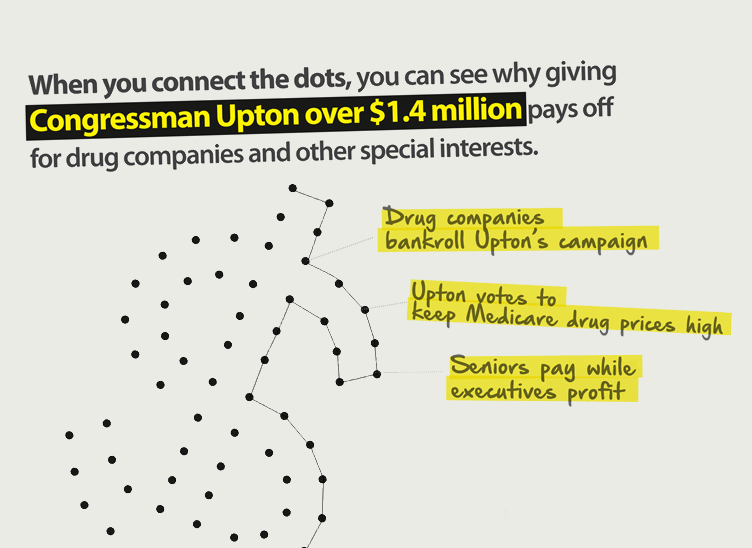 When you connect the dots, you can see why giving
Congressman Upton over $1.4 million pays off
for drug companies and other special interests.
Drug companies
bankroll Upton's campaign
Upton votes to
keep Medicare drug prices high
Seniors pay while
executives profit